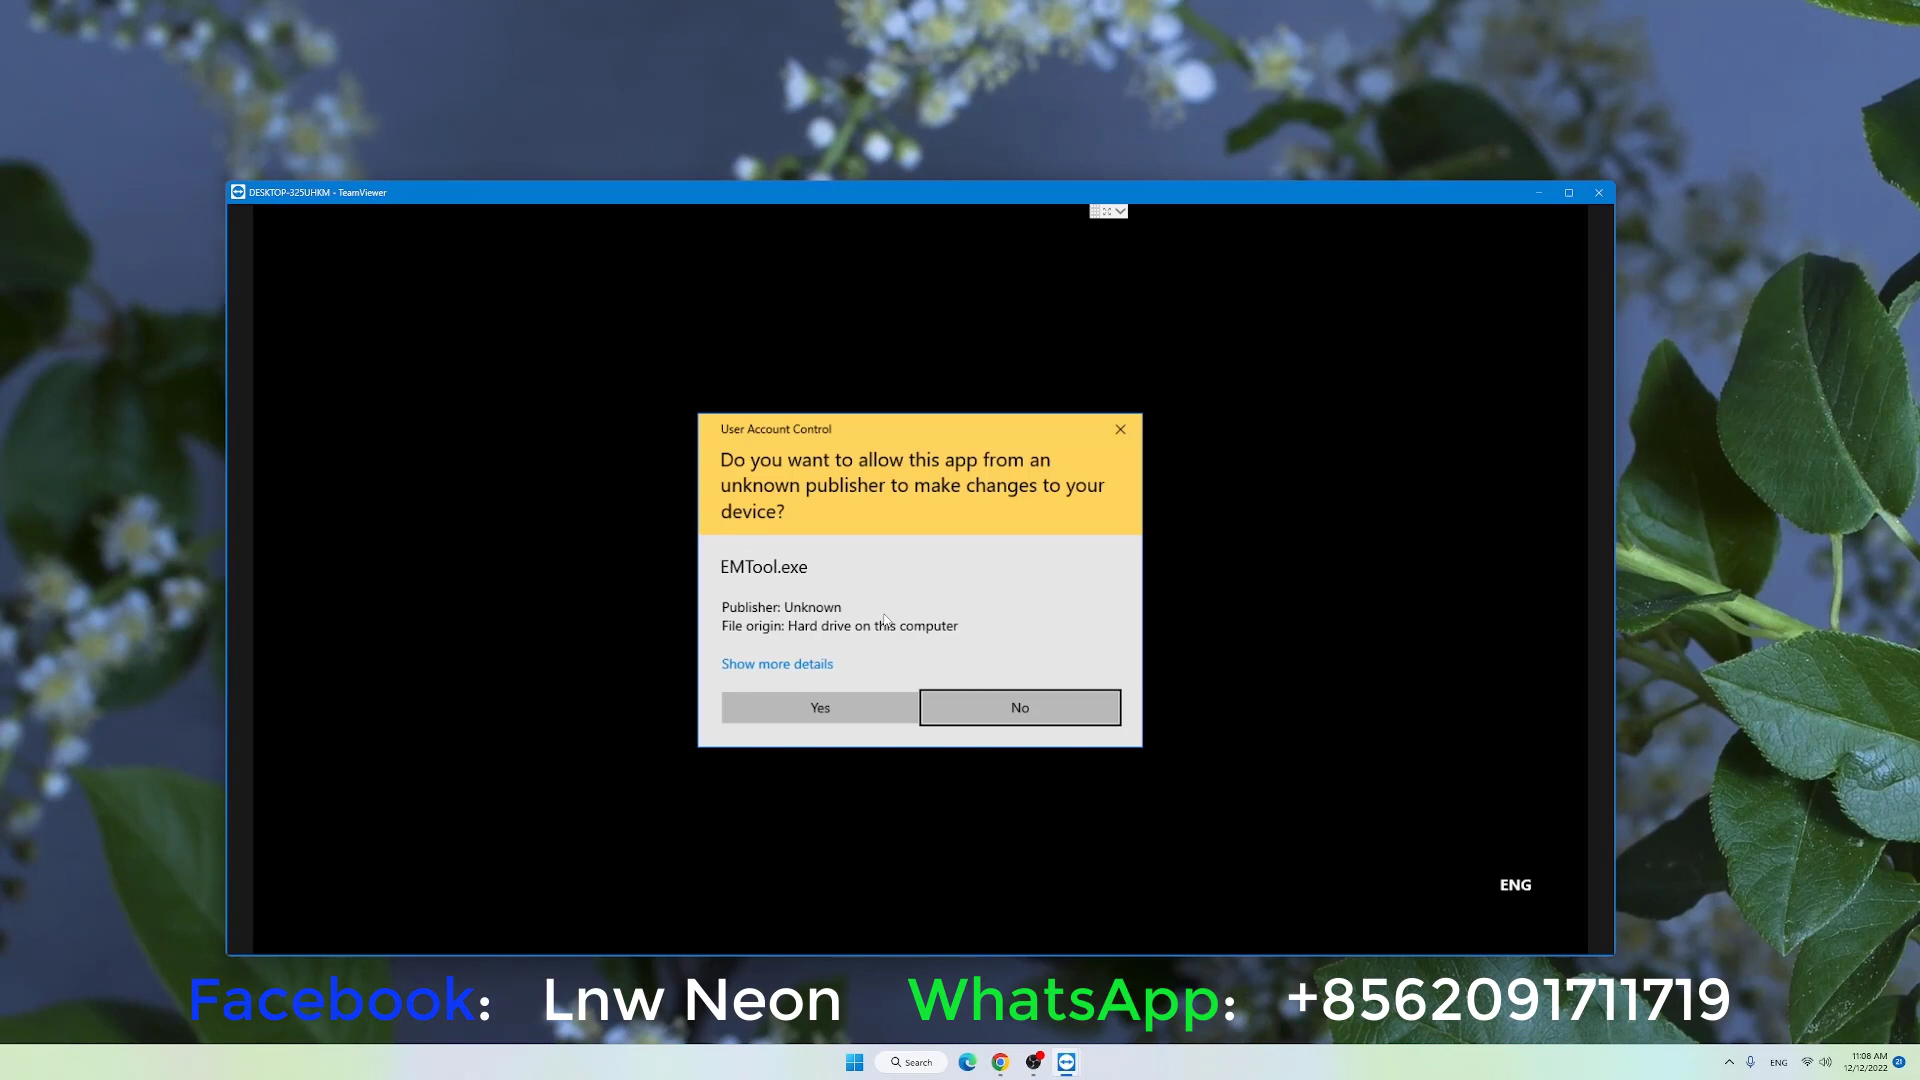 DESKTOP-325UHKM - TeamViewer
User Account Control
Do you want to allow this app from an
unknown publisher to make changes to your
device?
EMTool.exe
Publisher: Unknown
File origin: Hard drive on this computer
Show more details
Yes
No
ENG
Facebook: Lnw Neon WhatsApp: +8562091711719
Search
ENG
11:08 AM
12/12/2022
21